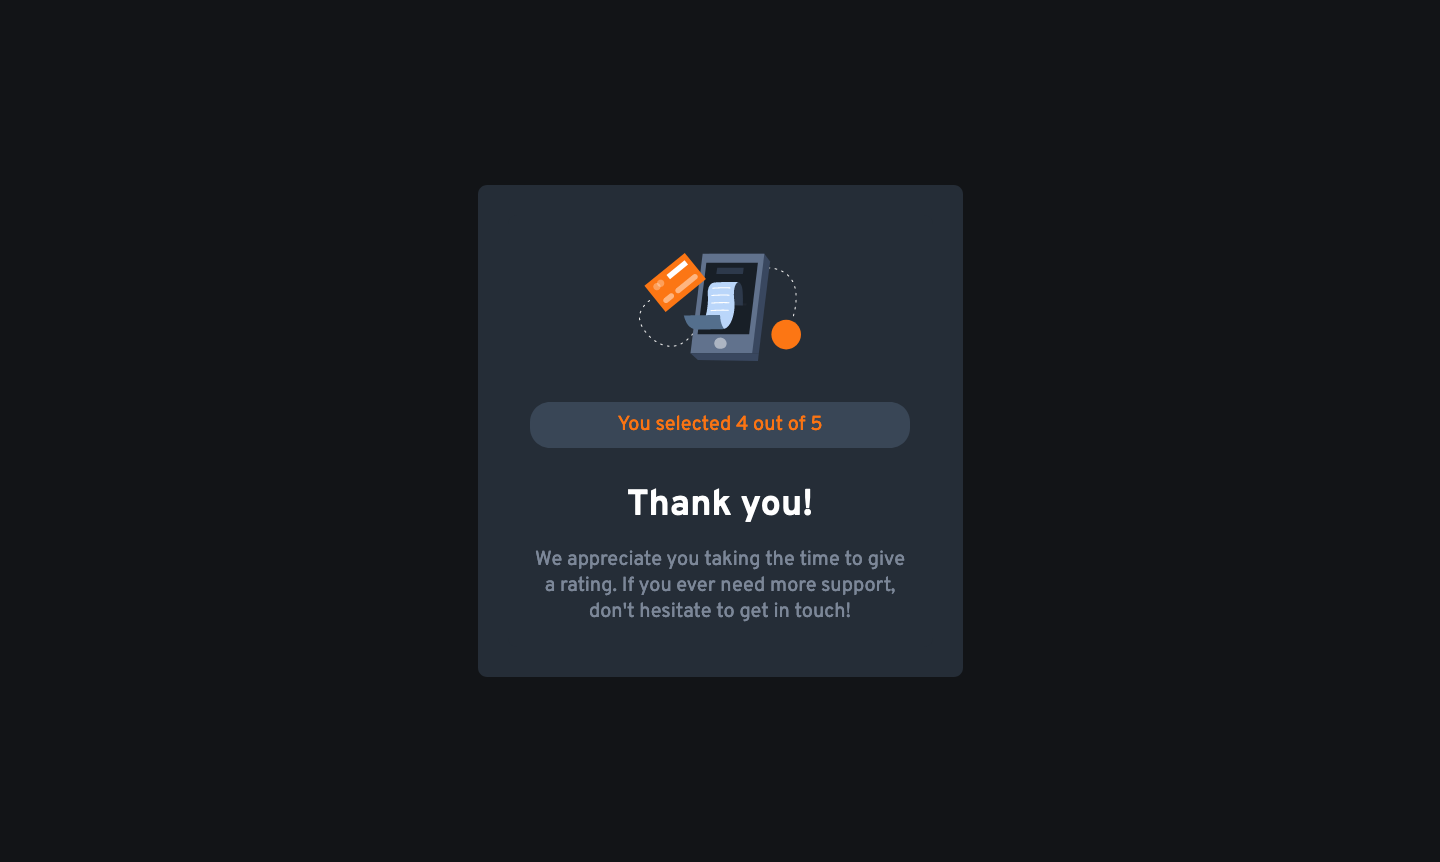 You selected 4 out of 5
Thank you!
We appreciate you taking the time to give
a rating. If you ever need more support,
don't hesitate to get in touch!